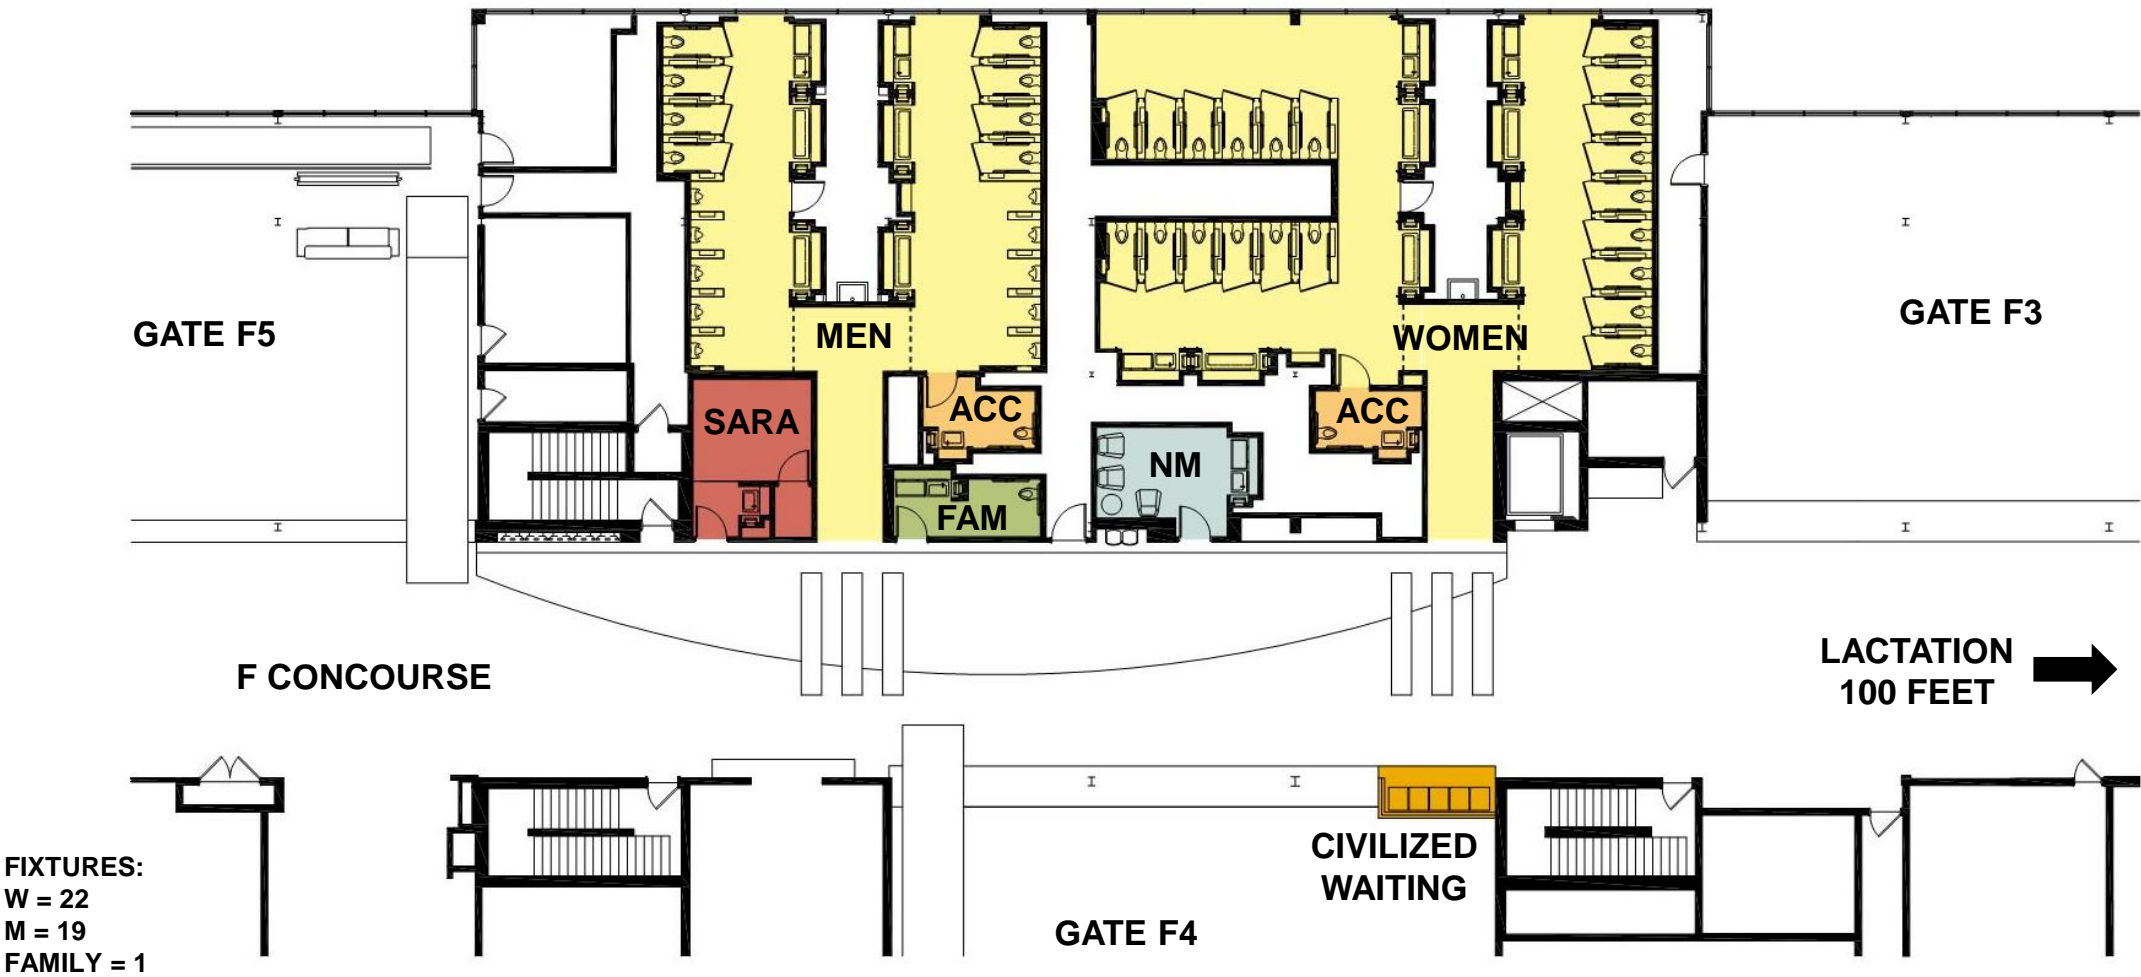 GATE F5
MEN
WOMEN
GATE F3
SARA
ACC
ACC
NM
FAM
F CONCOURSE
LACTATION
100 FEET
CIVILIZED
WAITING
GATE F4
FIXTURES:
W = 22
M = 19
FAMILY = 1